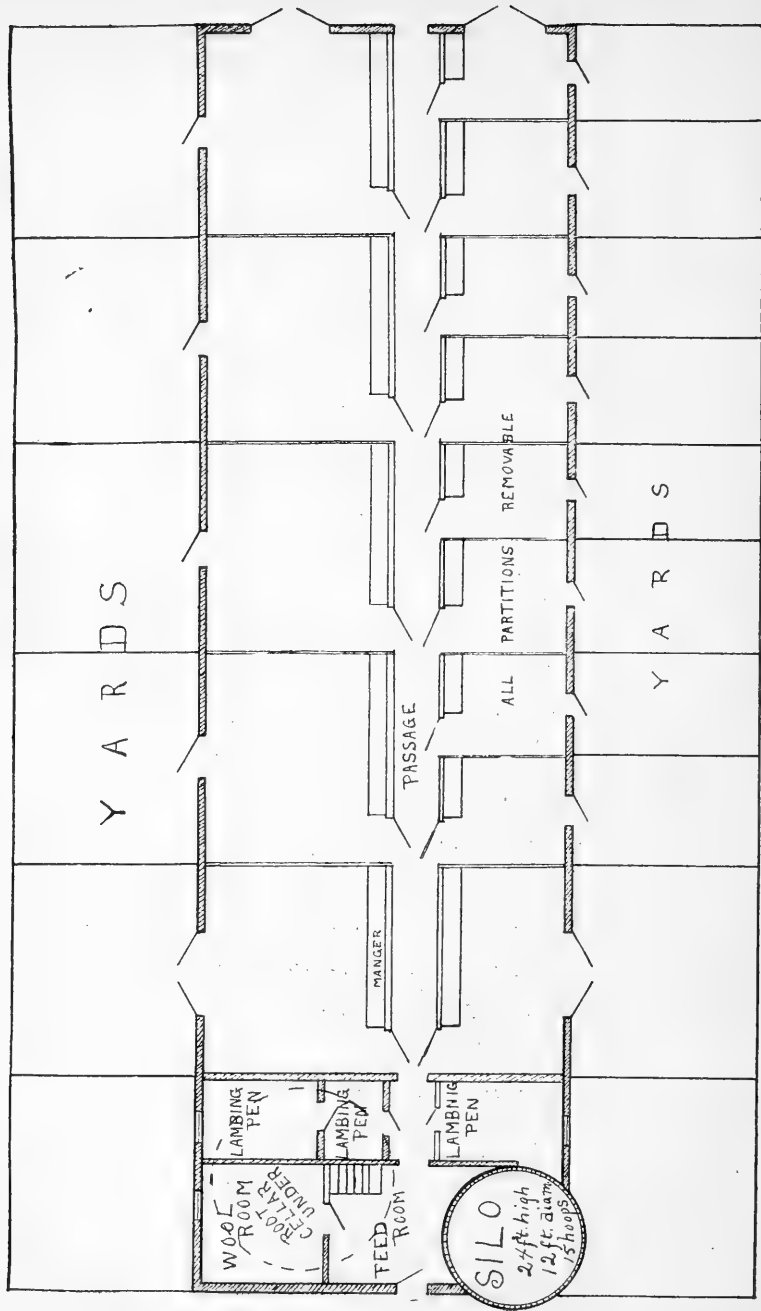 YARDS
MANGER
PASSAGE
ALL PARTITIONS REMOVABLE
YARDS
LAMBING
PEN
LAMBING
PEN
LAMBNIG
PEN
WOOL
ROOM
ROOT
CELLAR
UNDER
FEED
ROOM
SILO
24 ft. high
12 ft. diam
15 hoops